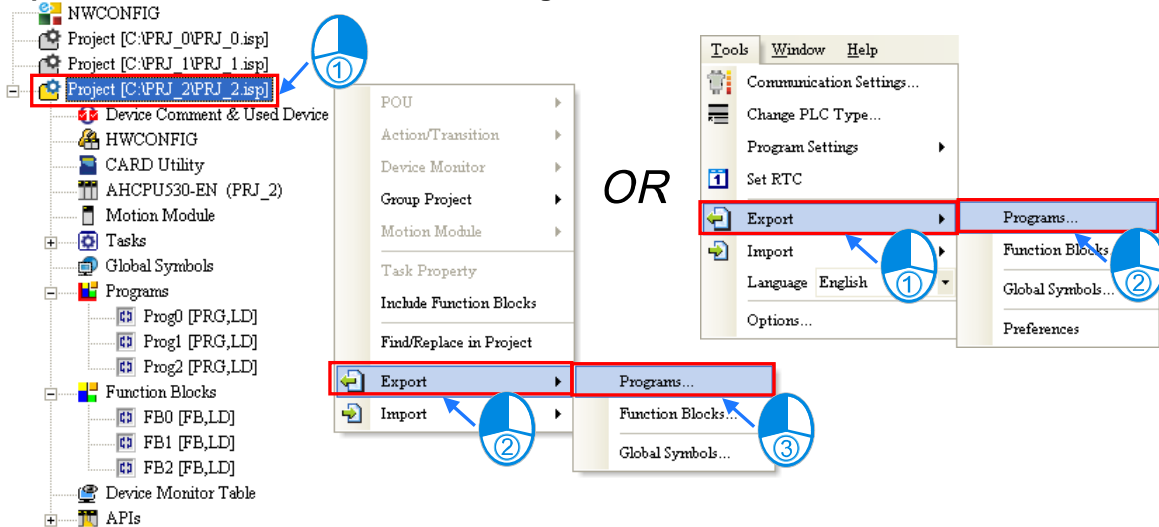 NWCONFIG
Project [C:\PRJ_0\PRJ_0.isp]
Project [C:\PRJ_1\PRJ_1.isp]
Project [C:\PRJ_2\PRJ_2.isp]
Device Comment & Used Device
HWCONFIG
CARD Utility
AHCPU530-EN (PRJ_2)
Motion Module
Tasks
Global Symbols
Programs
Prog0 [PRG,LD]
Prog1 [PRG,LD]
Prog2 [PRG,LD]
Function Blocks
FB0 [FB,LD]
FB1 [FB,LD]
FB2 [FB,LD]
Device Monitor Table
APIs
①
POU
Action/Transition
Device Monitor
Group Project
Motion Module
Task Property
Include Function Blocks
Find/Replace in Project
Export
Import
②
Programs...
Function Blocks...
Global Symbols...
③
OR
Tools Window Help
Communication Settings...
Change PLC Type...
Program Settings
1 Set RTC
Export
Import
Language English
Options...
①
Programs...
Function Blocks
Global Symbols...
Preferences
②